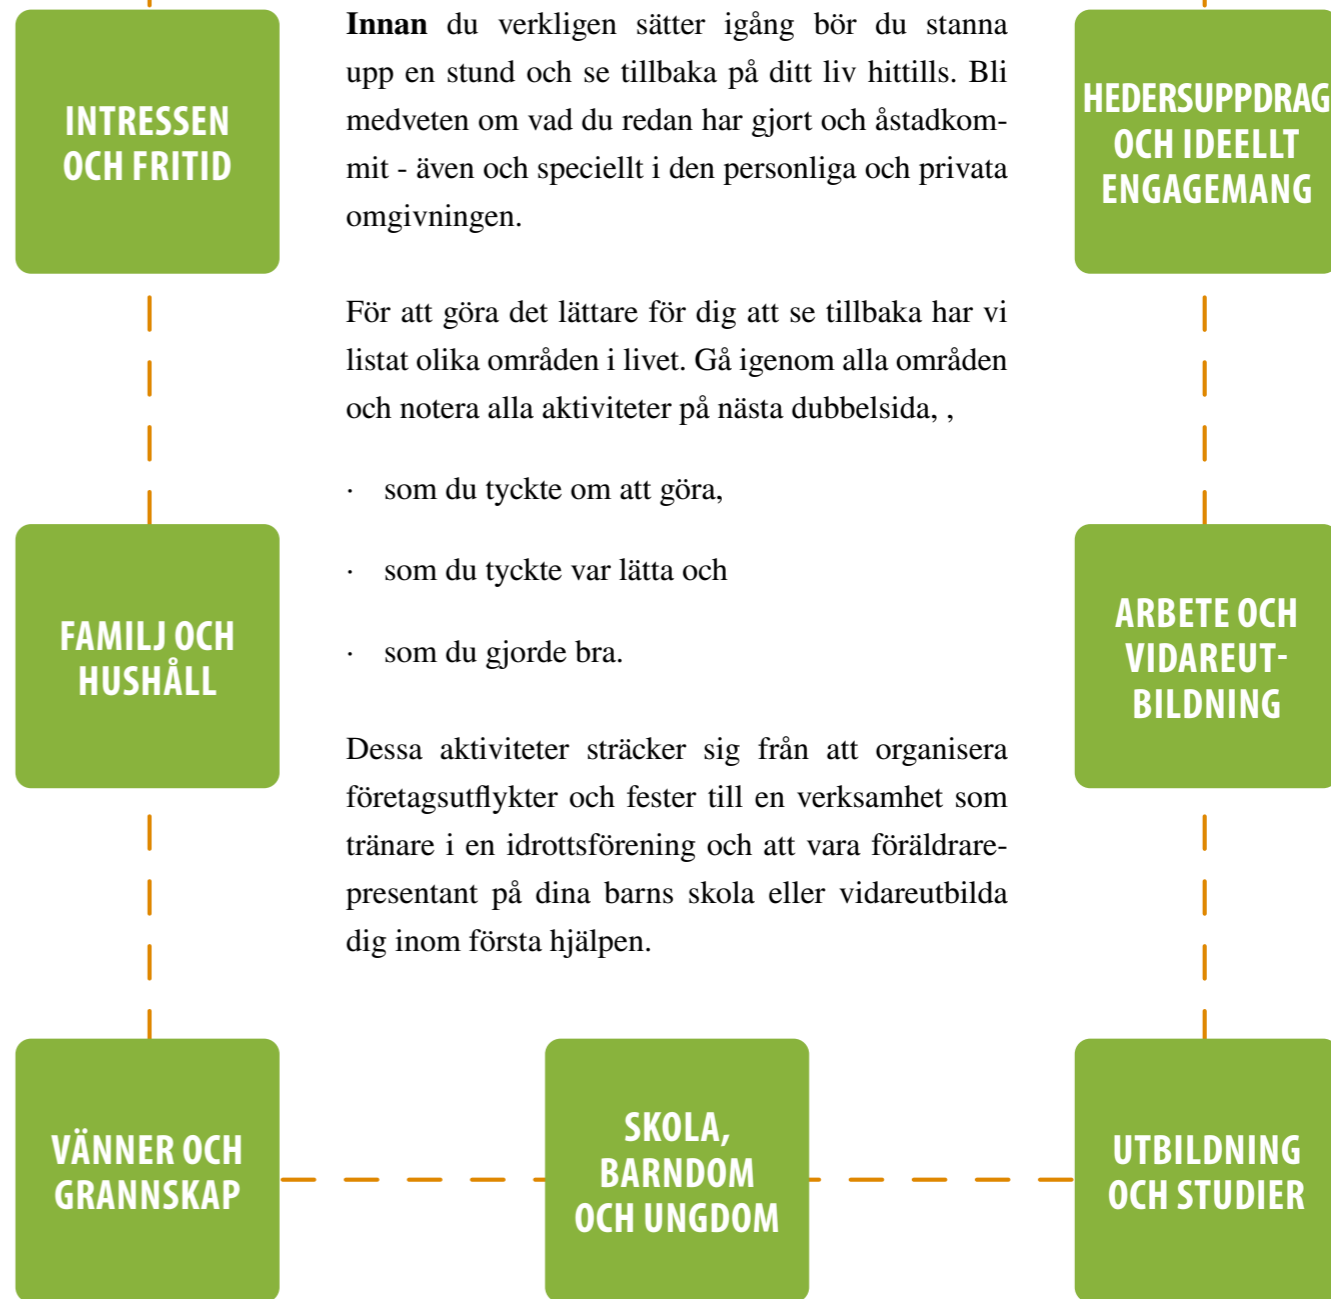 INTRESSEN
OCH FRITID
Innan du verkligen sätter igång bör du stanna
upp en stund och se tillbaka på ditt liv hittills. Bli
medveten om vad du redan har gjort och åstadkom-
mit - även och speciellt i den personliga och privata
omgivningen.
HEDERSUPPDRAG
OCH IDEELLT
ENGAGEMANG
För att göra det lättare för dig att se tillbaka har vi
listat olika områden i livet. Gå igenom alla områden
och notera alla aktiviteter på nästa dubbelsida, ,
· som du tyckte om att göra,
· som du tyckte var lätta och
· som du gjorde bra.
FAMILJ OCH
HUSHÅLL
ARBETE OCH
VIDAREUT-
BILDNING
Dessa aktiviteter sträcker sig från att organisera
företagsutflykter och fester till en verksamhet som
tränare i en idrottsförening och att vara föräldrare-
presentant på dina barns skola eller vidareutbilda
dig inom första hjälpen.
VÄNNER OCH
GRANNSKAP
SKOLA,
BARNDOM
OCH UNGDOM
UTBILDNING
OCH STUDIER